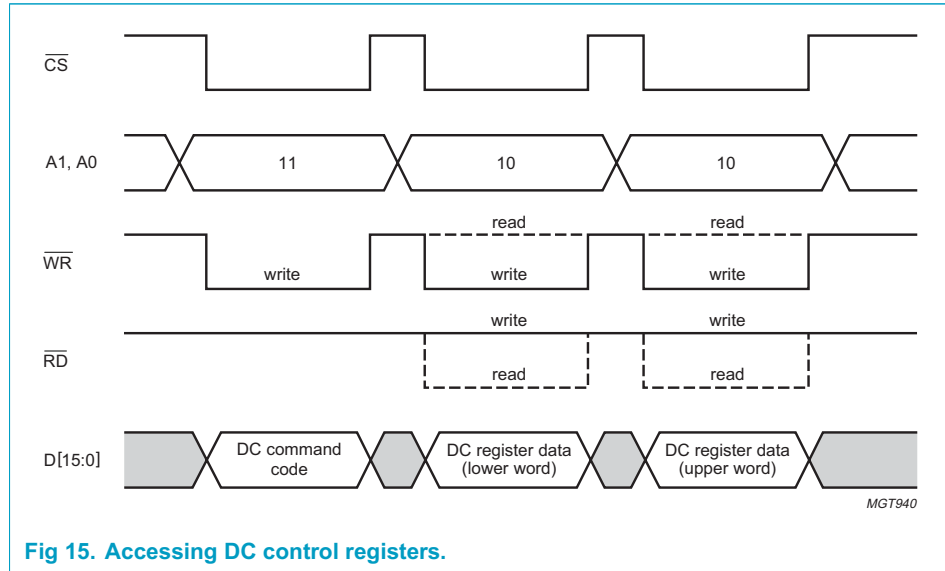 CS
A1, A0
11
10
10
read
read
WR
write
write
write
write
write
RD
read
read
D[15:0]
DC command
code
DC register data
(lower word)
DC register data
(upper word)
MGT940
Fig 15. Accessing DC control registers.